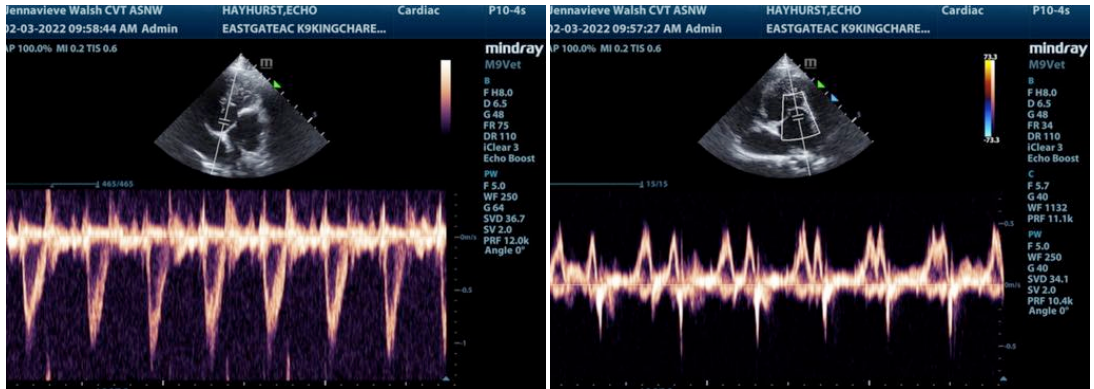 Jennavieve Walsh CVT ASNW HAYHURST,ECHO Cardiac P10-4s
02-03-2022 09:58:44 AM Admin EASTGATEAC K9KINGCHARE...
AP 100.0% MI 0.2 TIS 0.6
mindray
M9Vet
m
B
F H8.0
D 6.5
G 48
FR 75
DR 110
iClear 3
Echo Boost
465/465
PW
F 5.0
WF 250
G 64
SVD 36.7
SV 2.0
PRF 12.0k
Angle 0°
0m/s
-0.5
-1
Jennavieve Walsh CVT ASNW HAYHURST,ECHO Cardiac P10-4s
02-03-2022 09:57:27 AM Admin EASTGATEAC K9KINGCHARE...
AP 100.0% MI 0.2 TIS 0.6
mindray
M9Vet
m
73.3
-73.3
B
F H8.0
D 6.5
G 48
FR 34
DR 110
iClear 3
Echo Boost
15/15
C
F 5.7
G 40
WF 1132
PRF 11.1k
PW
F 5.0
WF 250
G 40
SVD 34.1
SV 2.0
PRF 10.4k
Angle 0°
0.5
0m/s
-0.5